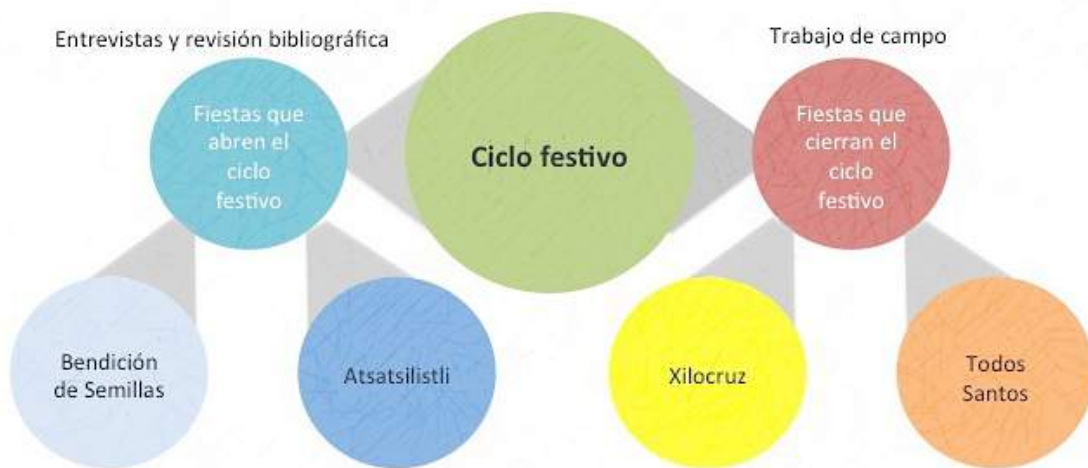 Entrevistas y revisión bibliográfica
Trabajo de campo
Fiestas que
abren el
ciclo
festivo
Ciclo festivo
Fiestas que
cierran el
ciclo
festivo
Bendición
de Semillas
Atsatsilistli
Xilocruz
Todos
Santos